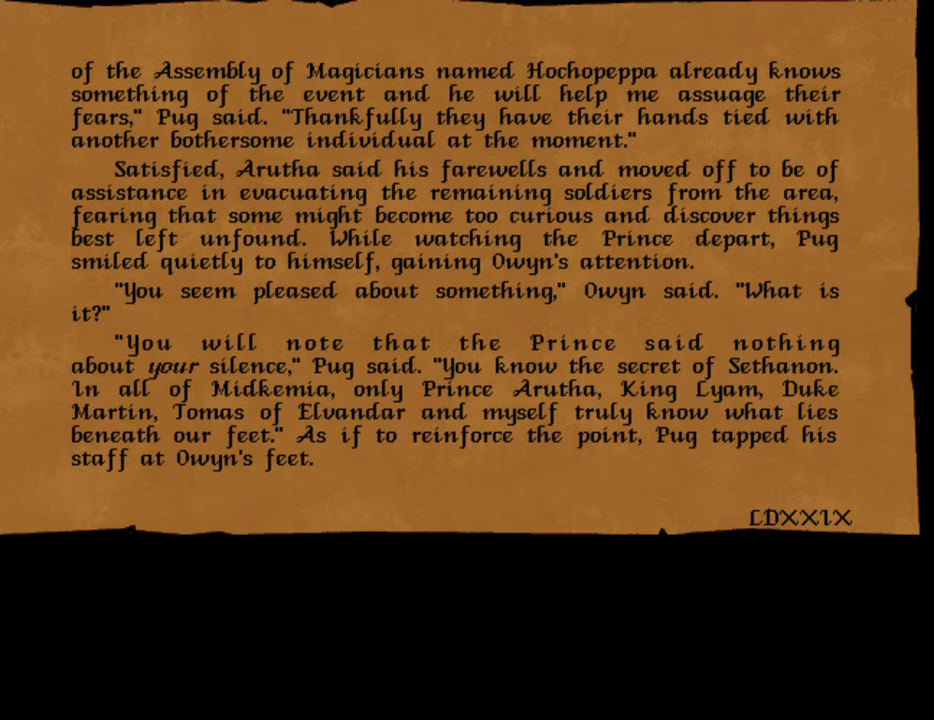 of the Assembly of Magicians named Hochopeppa already knows
something of the event and he will help me assuage their
fears," Pug said. "Thankfully they have their hands tied with
another bothersome individual at the moment."
Satisfied, Arutha said his farewells and moved off to be of
assistance in evacuating the remaining soldiers from the area,
fearing that some might become too curious and discover things
best left unfound. While watching the Prince depart, Pug
smiled quietly to himself, gaining Owyn's attention.
"You seem pleased about something," Owyn said. "What is
it?"
"You will note that the Prince said nothing
about your silence," Pug said. "You know the secret of Sethanon.
In all of Midkemia, only Prince Arutha, King Lyam, Duke
Martin, Tomas of Elvandar and myself truly know what lies
beneath our feet." As if to reinforce the point, Pug tapped his
staff at Owyn's feet.
LDXXIX